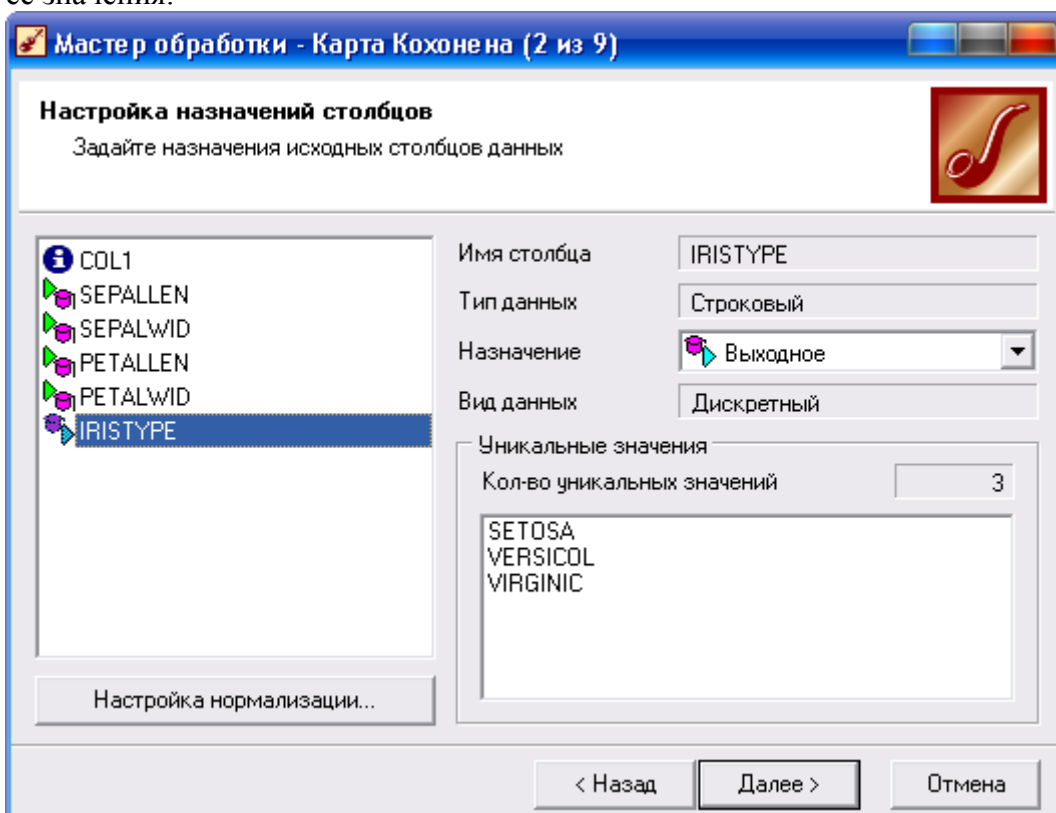 ее значения.
Мастер обработки - Карта Кохонена (2 из 9)
Настройка назначений столбцов
Задайте назначения исходных столбцов данных
COL1
SEPALLEN
SEPALWID
PETALLEN
PETALWID
IRISTYPE
Настройка нормализации...
Имя столбца IRISTYPE
Тип данных Строковый
Назначение Выходное
Вид данных Дискретный
Уникальные значения
Кол-во уникальных значений 3
SETOSA
VERSICOL
VIRGINIC
< Назад Далее > Отмена